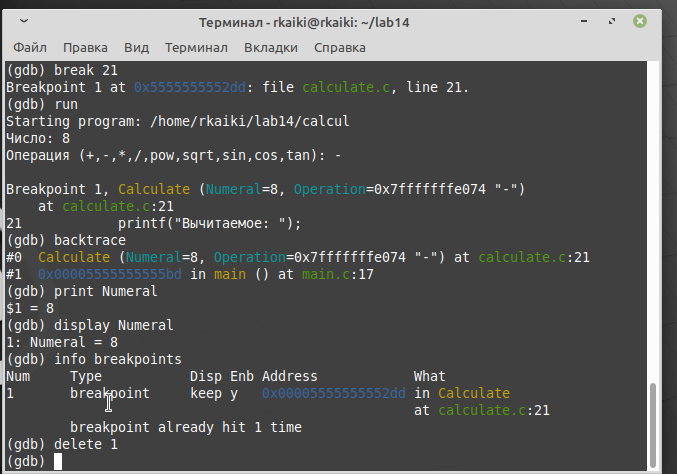 Терминал - rkaiki@rkaiki: ~/lab14
Файл Правка Вид Терминал Вкладки Справка
(gdb) break 21
Breakpoint 1 at 0x5555555552dd: file calculate.c, line 21.
(gdb) run
Starting program: /home/rkaiki/lab14/calcul
Число: 8
Операция (+,-,*,/,pow,sqrt,sin,cos,tan): -
Breakpoint 1, Calculate (Numeral=8, Operation=0x7fffffffe074 "-")
at calculate.c:21
21 printf("Вычитаемое: ");
(gdb) backtrace
#0 Calculate (Numeral=8, Operation=0x7fffffffe074 "-") at calculate.c:21
#1 0x00005555555555bd in main () at main.c:17
(gdb) print Numeral
$1 = 8
(gdb) display Numeral
1: Numeral = 8
(gdb) info breakpoints
Num Type Disp Enb Address What
1 breakpoint keep y 0x00005555555552dd in Calculate
at calculate.c:21
breakpoint already hit 1 time
(gdb) delete 1
(gdb)